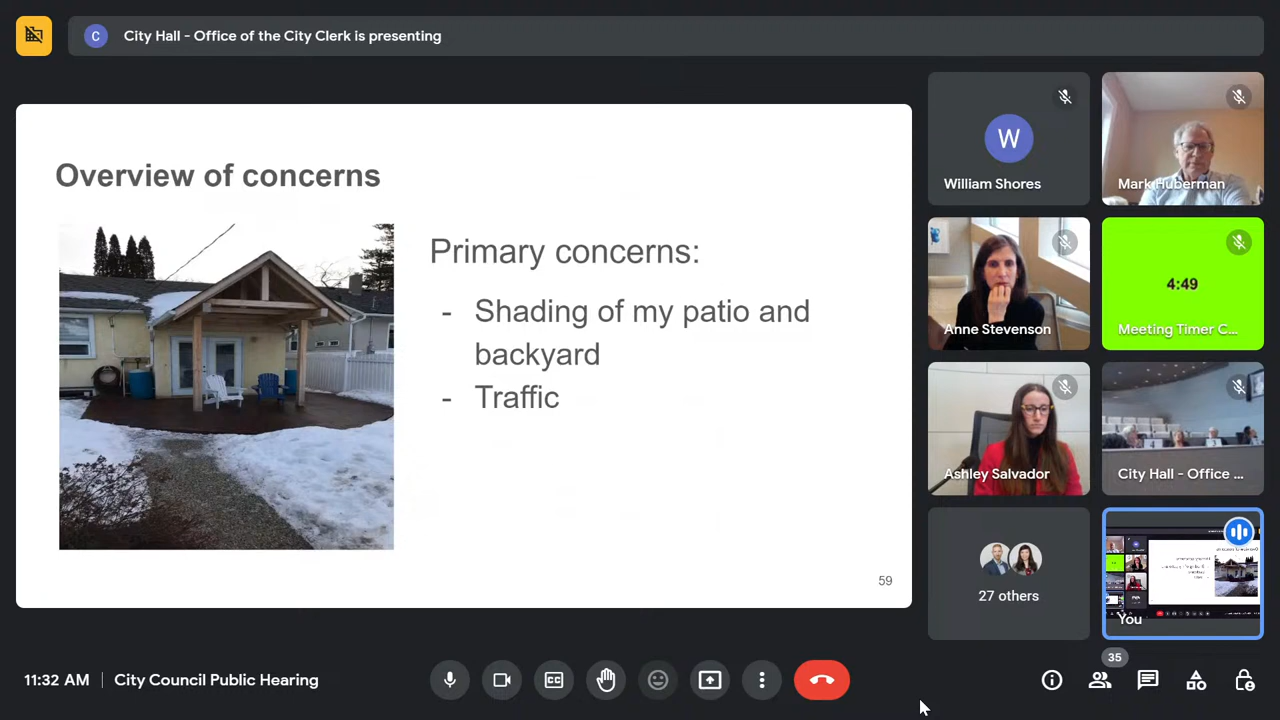 C
City Hall - Office of the City Clerk is presenting
Overview of concerns
Primary concerns:
- Shading of my patio and
backyard
- Traffic
59
W
William Shores
Mark Huberman
Anne Stevenson
4:49
Meeting Timer C...
Ashley Salvador
City Hall - Office ...
27 others
You
11:32 AM
City Council Public Hearing
CC
35